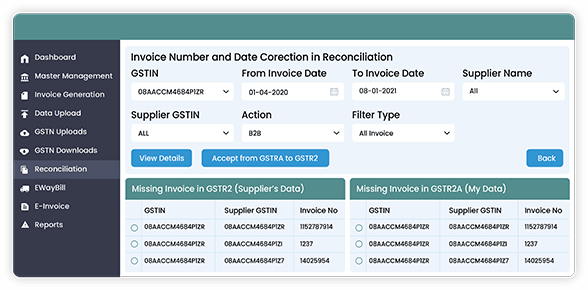 Dashboard
Master Management
Invoice Generation
Data Upload
GSTN Uploads
GSTN Downloads
Reconciliation
EWayBill
E-Invoice
Reports
Invoice Number and Date Corection in Reconciliation
GSTIN From Invoice Date To Invoice Date Supplier Name
08AACCM4684P1ZR 01-04-2020 08-01-2021 All
Supplier GSTIN Action Filter Type
ALL B2B All Invoice
View Details Accept from GSTRA to GSTR2 Back
Missing Invoice in GSTR2 (Supplier's Data)
GSTIN Supplier GSTIN Invoice No
08AACCM4684P1ZR 08AACCM4684P1ZR 1152787914
08AACCM4684P1ZR 08AACCM4684P1ZI 1237
08AACCM4684P1ZR 08AACCM4684P1Z7 14025954
Missing Invoice in GSTR2A (My Data)
GSTIN Supplier GSTIN Invoice No
08AACCM4684P1ZR 08AACCM4684P1ZR 1152787914
08AACCM4684P1ZR 08AACCM4684P1ZI 1237
08AACCM4684P1ZR 08AACCM4684P1Z7 14025954